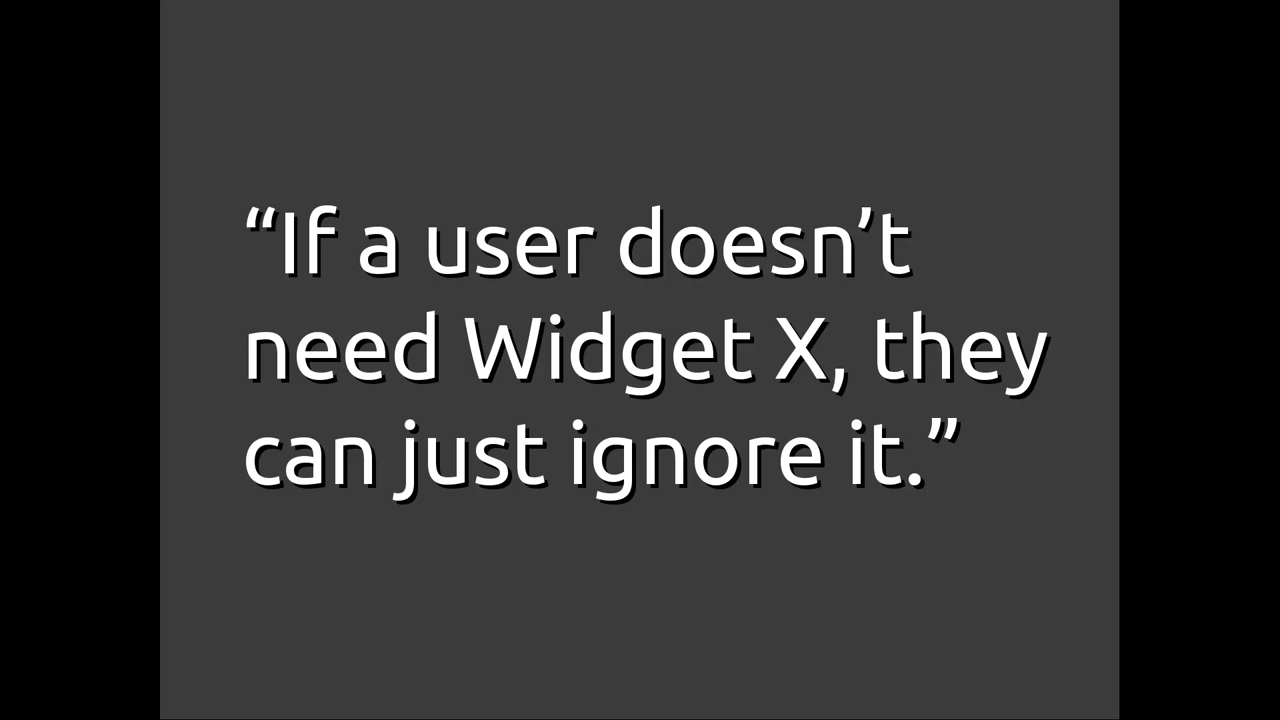 “If a user doesn’t
need Widget X, they
can just ignore it.”